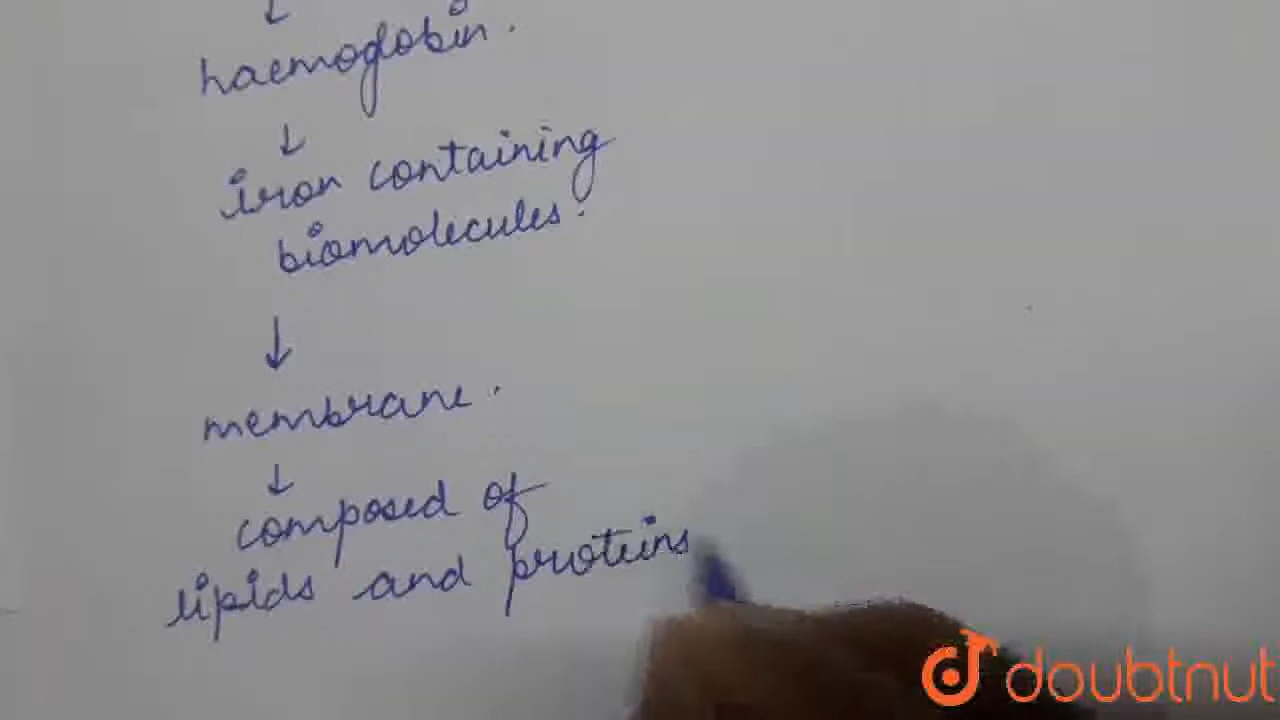 ↓
haemoglobin.
↓
iron containing
biomolecules.
↓
membrane.
↓
composed of
lipids and proteins
doubtnut